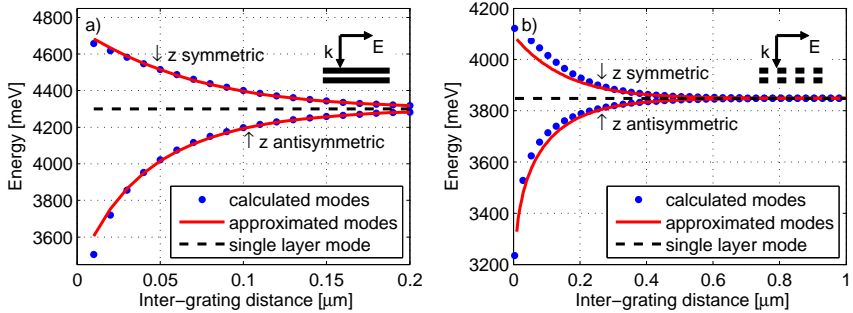 a)
4800
4600
4400
4200
4000
3800
3600
Energy [meV]
↓ z symmetric
↑ z antisymmetric
k
E
calculated modes
approximated modes
single layer mode
0
0.05
0.1
0.15
0.2
Inter−grating distance [µm]
b)
4200
4000
3800
3600
3400
3200
Energy [meV]
↓ z symmetric
↑ z antisymmetric
k
E
calculated modes
approximated modes
single layer mode
0
0.2
0.4
0.6
0.8
1
Inter−grating distance [µm]